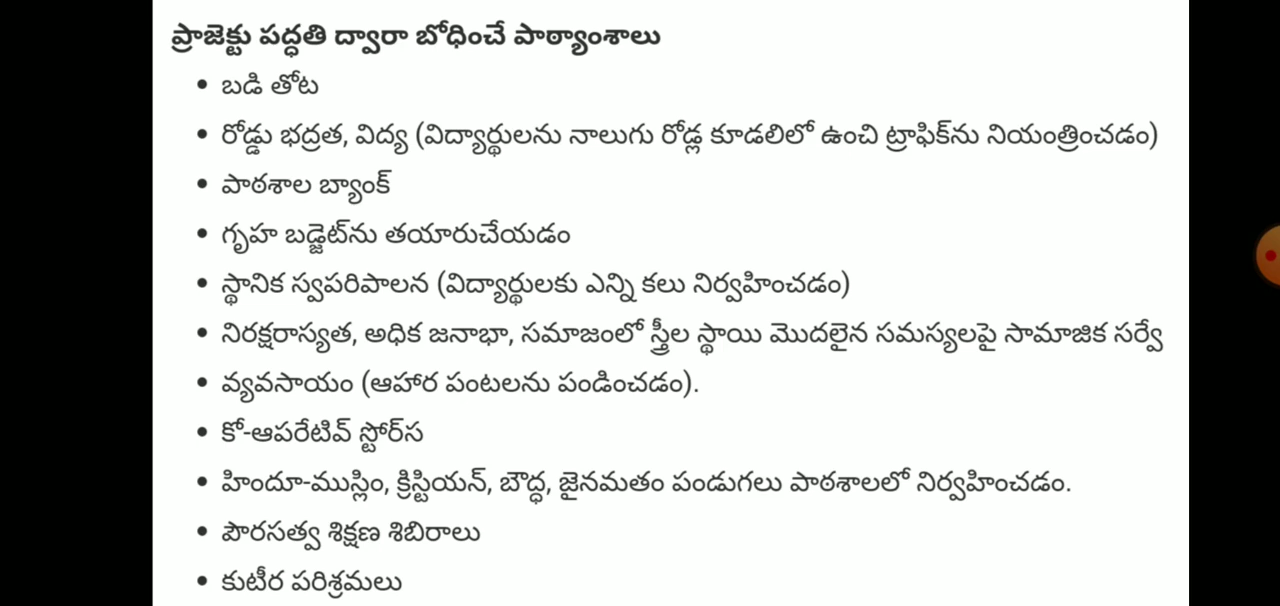 ప్రాజెక్టు పద్ధతి ద్వారా బోధించే పాఠ్యాంశాలు
• బడి తోట
• రోడ్డు భద్రత, విద్య (విద్యార్థులను నాలుగు రోడ్ల కూడలిలో ఉంచి ట్రాఫిక్‌ను నియంత్రించడం)
• పాఠశాల బ్యాంక్
• గృహ బడ్జెట్‌ను తయారుచేయడం
• స్థానిక స్వపరిపాలన (విద్యార్థులకు ఎన్ని కలు నిర్వహించడం)
• నిరక్షరాస్యత, అధిక జనాభా, సమాజంలో స్త్రీల స్థాయి మొదలైన సమస్యలపై సామాజిక సర్వే
• వ్యవసాయం (ఆహార పంటలను పండించడం).
• కో-ఆపరేటివ్ స్టోర్‌స
• హిందూ-ముస్లిం, క్రిస్టియన్, బౌద్ధ, జైనమతం పండుగలు పాఠశాలలో నిర్వహించడం.
• పౌరసత్వ శిక్షణ శిబిరాలు
• కుటీర పరిశ్రమలు